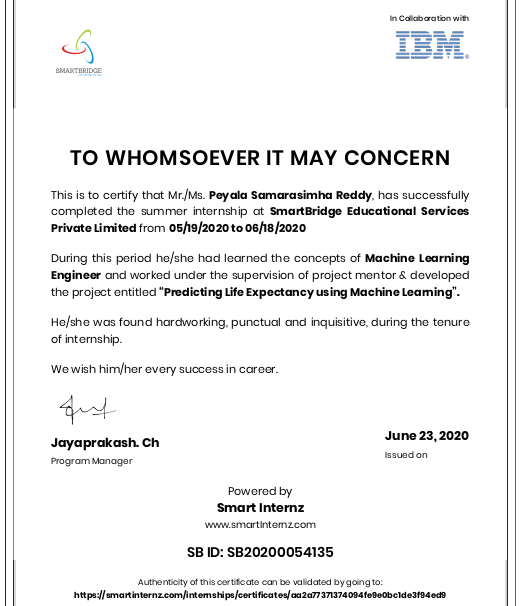 In Collaboration with
IBM
SMARTBRIDGE
TO WHOMSOEVER IT MAY CONCERN
This is to certify that Mr./Ms. Peyala Samarasimha Reddy, has successfully
completed the summer internship at SmartBridge Educational Services
Private Limited from 05/19/2020 to 06/18/2020
During this period he/she had learned the concepts of Machine Learning
Engineer and worked under the supervision of project mentor & developed
the project entitled “Predicting Life Expectancy using Machine Learning”.
He/she was found hardworking, punctual and inquisitive, during the tenure
of internship.
We wish him/her every success in career.
Jayaprakash. Ch
Program Manager
June 23, 2020
Issued on
Powered by
Smart Internz
www.smartinternz.com
SB ID: SB20200054135
Authenticity of this certificate can be validated by going to:
https://smartinternz.com/internships/certificates/aa2a77371374094fe9e0bc1de3f94ed9